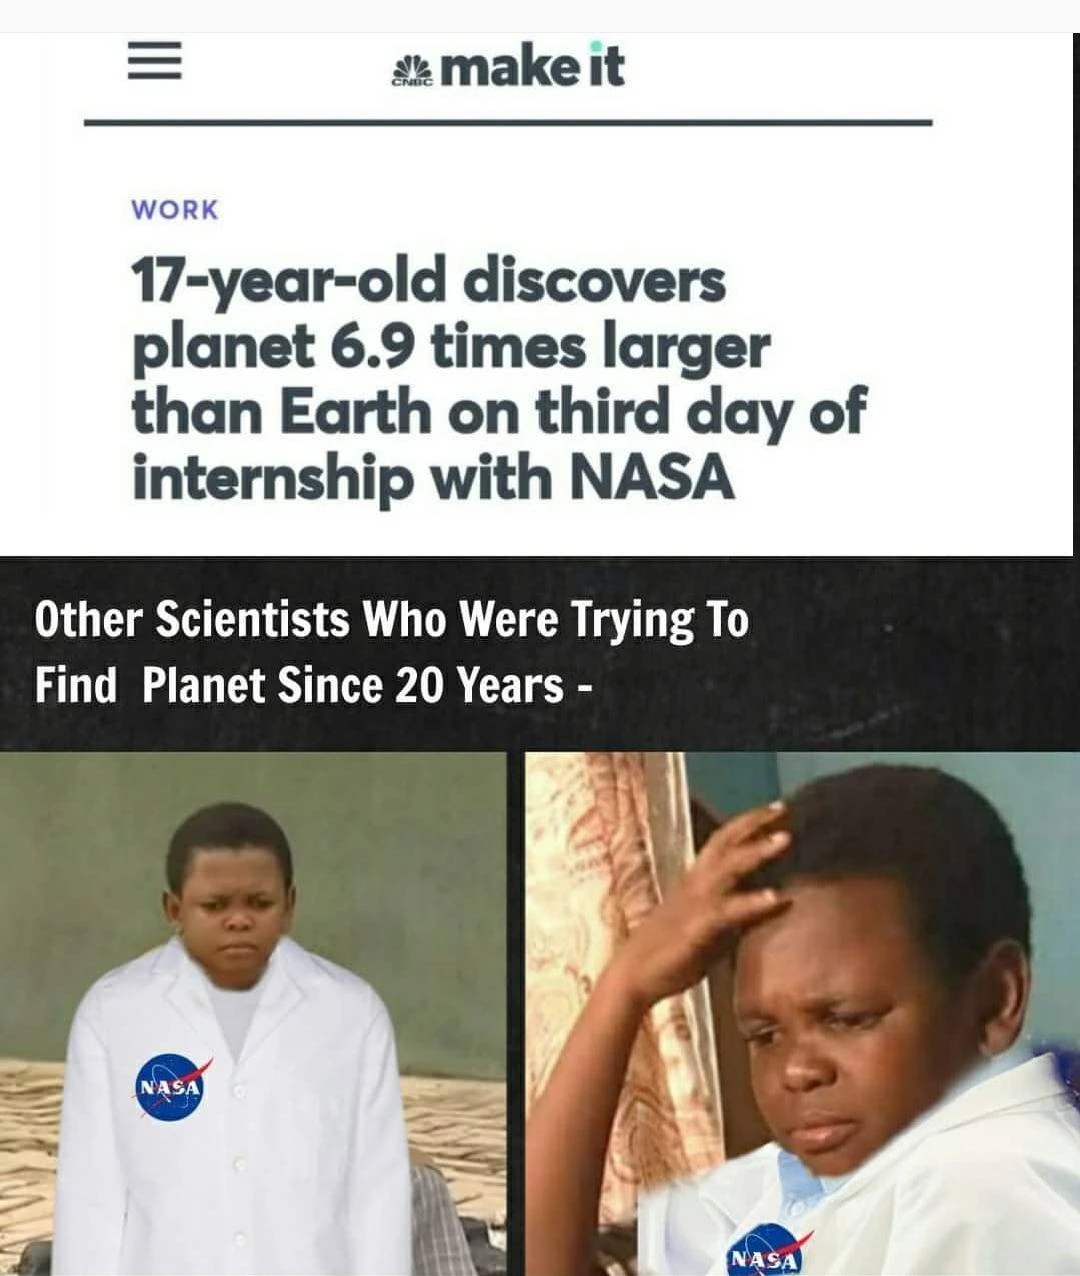 CNBC make it
WORK
17-year-old discovers
planet 6.9 times larger
than Earth on third day of
internship with NASA
Other Scientists Who Were Trying To
Find Planet Since 20 Years -
NASA
NASA